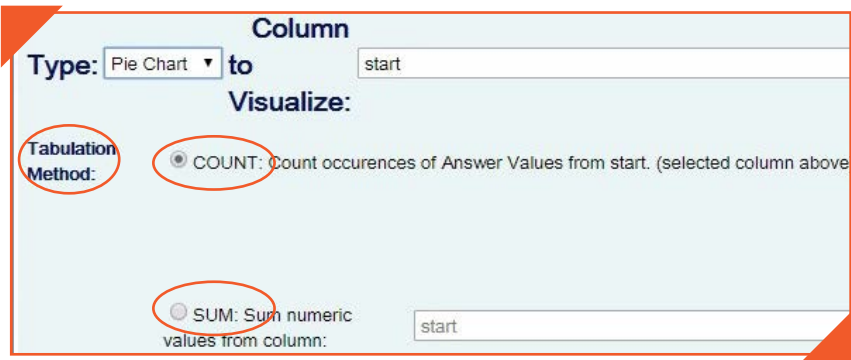 Column
Type: Pie Chart to start
Visualize:
Tabulation
Method:
COUNT: Count occurences of Answer Values from start. (selected column above
SUM: Sum numeric
values from column:
start